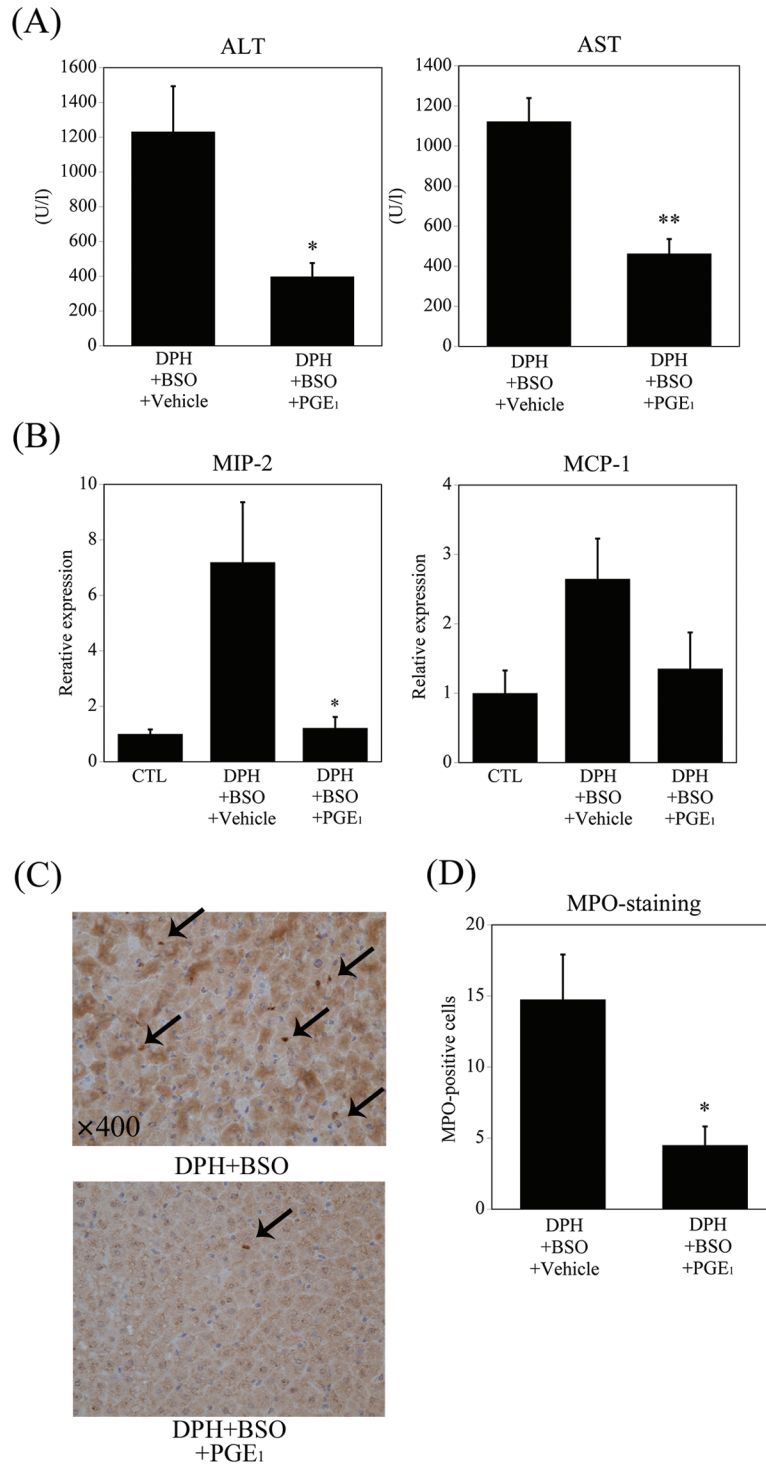 (A)
ALT
1600
1400
1200
1000
800
600
400
200
0
(U/l)
*
DPH
+BSO
+Vehicle
DPH
+BSO
+PGE₁
AST
1400
1200
1000
800
600
400
200
0
(U/l)
**
DPH
+BSO
+Vehicle
DPH
+BSO
+PGE₁
(B)
MIP-2
10
8
6
4
2
0
Rerative expression
*
CTL
DPH
+BSO
+Vehicle
DPH
+BSO
+PGE₁
MCP-1
4
3
2
1
0
Relative expression
CTL
DPH
+BSO
+Vehicle
DPH
+BSO
+PGE₁
(C)
×400
DPH+BSO
DPH+BSO
+PGE₁
(D)
MPO-staining
20
15
10
5
0
MPO-positive cells
*
DPH
+BSO
+Vehicle
DPH
+BSO
+PGE₁